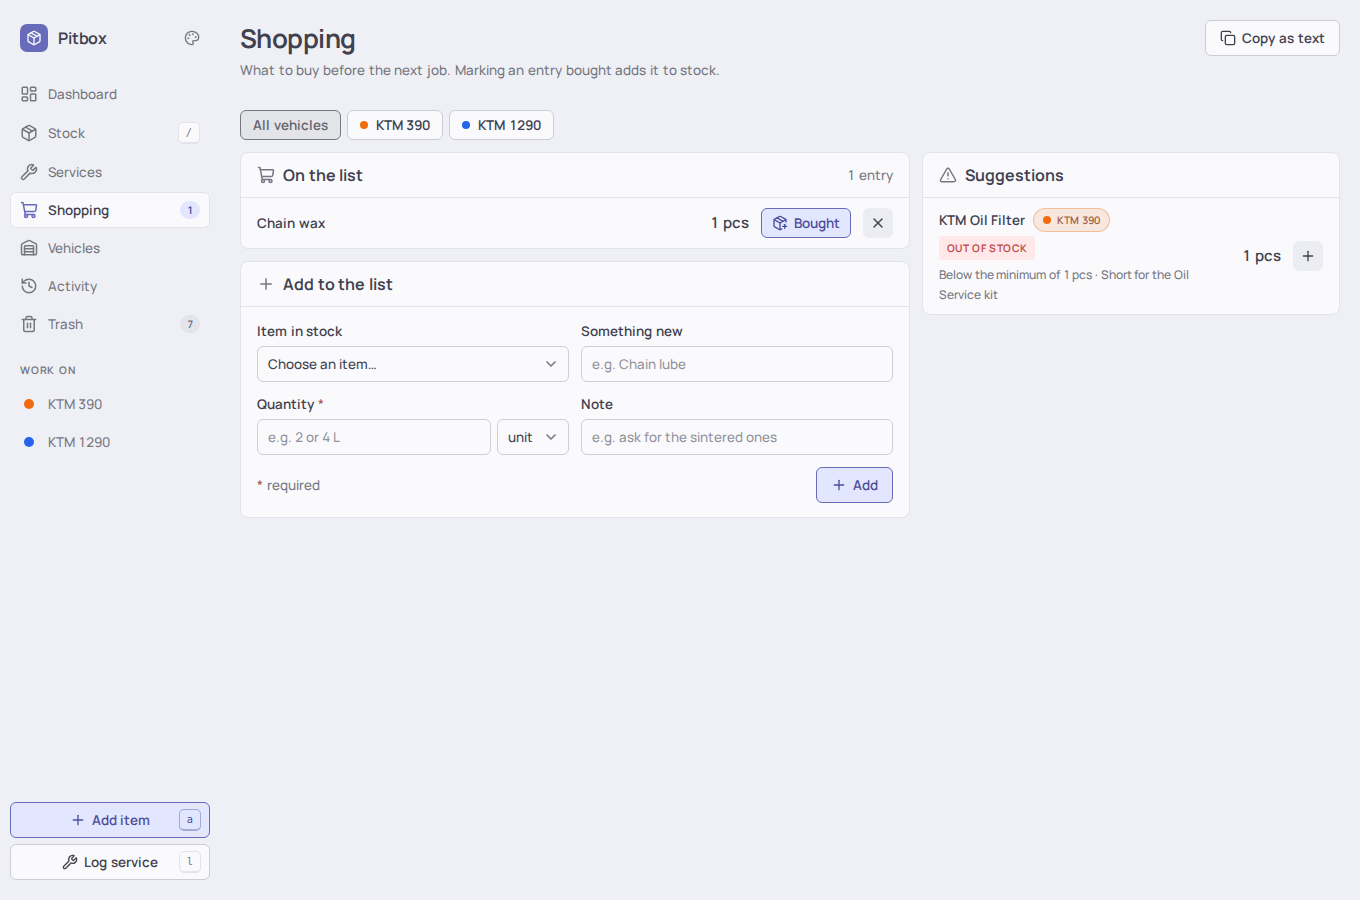 Pitbox
Dashboard
Stock /
Services
Shopping 1
Vehicles
Activity
Trash 7
WORK ON
KTM 390
KTM 1290
Add item a
Log service l
Shopping
Copy as text
What to buy before the next job. Marking an entry bought adds it to stock.
All vehicles KTM 390 KTM 1290
On the list 1 entry
Chain wax 1 pcs Bought
Add to the list
Item in stock Something new
Choose an item... e.g. Chain lube
Quantity * Note
e.g. 2 or 4 L unit e.g. ask for the sintered ones
* required Add
Suggestions
KTM Oil Filter KTM 390
OUT OF STOCK
1 pcs
Below the minimum of 1 pcs · Short for the Oil
Service kit